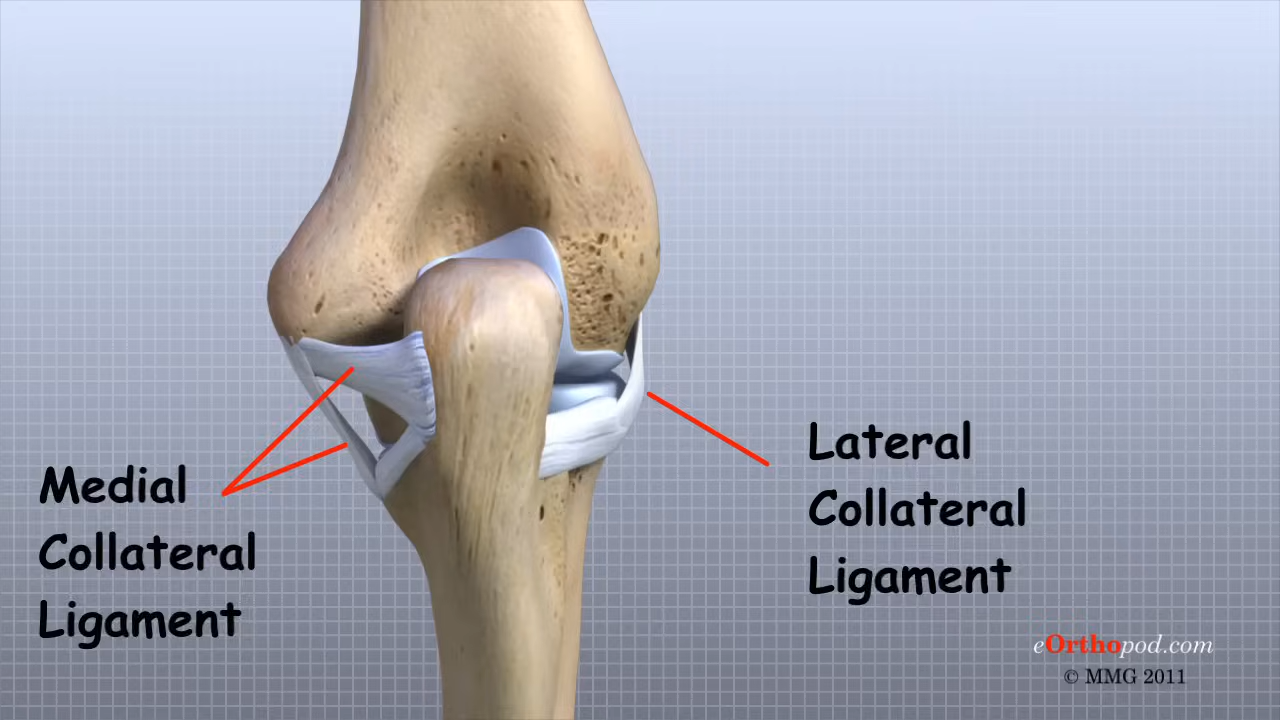 Medial
Collateral
Ligament
Lateral
Collateral
Ligament
eOrthopod.com
© MMG 2011